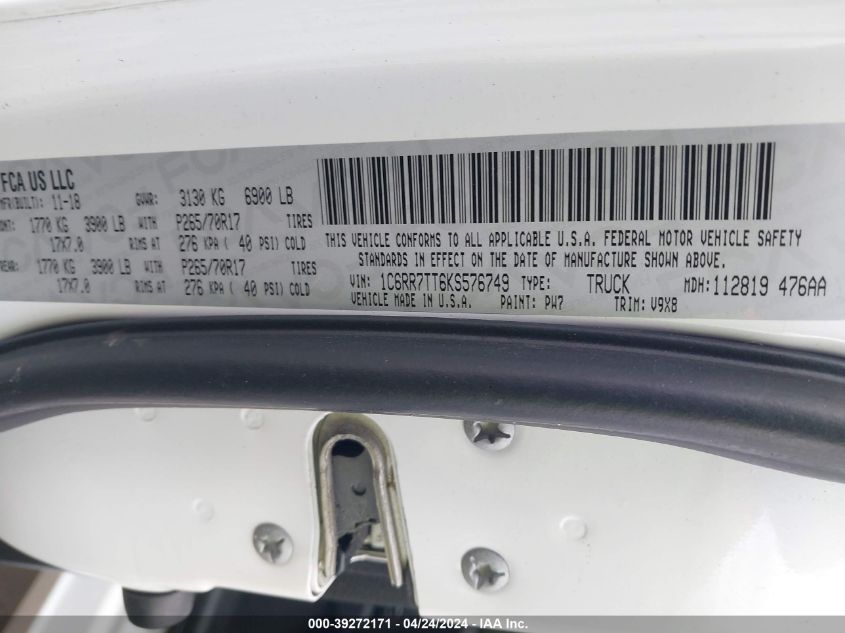 FCA US LLC
MFR(BUILT): 11-18 GVWR: 3130 KG 6900 LB
1770 KG 3900 LB WITH P265/70R17 TIRES
17X7.0 RIMS AT 276 KPA ( 40 PSI) COLD
REAR: 1770 KG 3900 LB WITH P265/70R17 TIRES
17X7.0 RIMS AT 276 KPA ( 40 PSI) COLD
THIS VEHICLE CONFORMS TO ALL APPLICABLE U.S.A. FEDERAL MOTOR VEHICLE SAFETY
STANDARDS IN EFFECT ON THE DATE OF MANUFACTURE SHOWN ABOVE.
VIN: 1C6RR7TT6KS576749 TYPE: TRUCK MDH: 112819 476AA
VEHICLE MADE IN U.S.A. PAINT: PW7 TRIM: V9X8
000-39272171 - 04/24/2024 - IAA Inc.